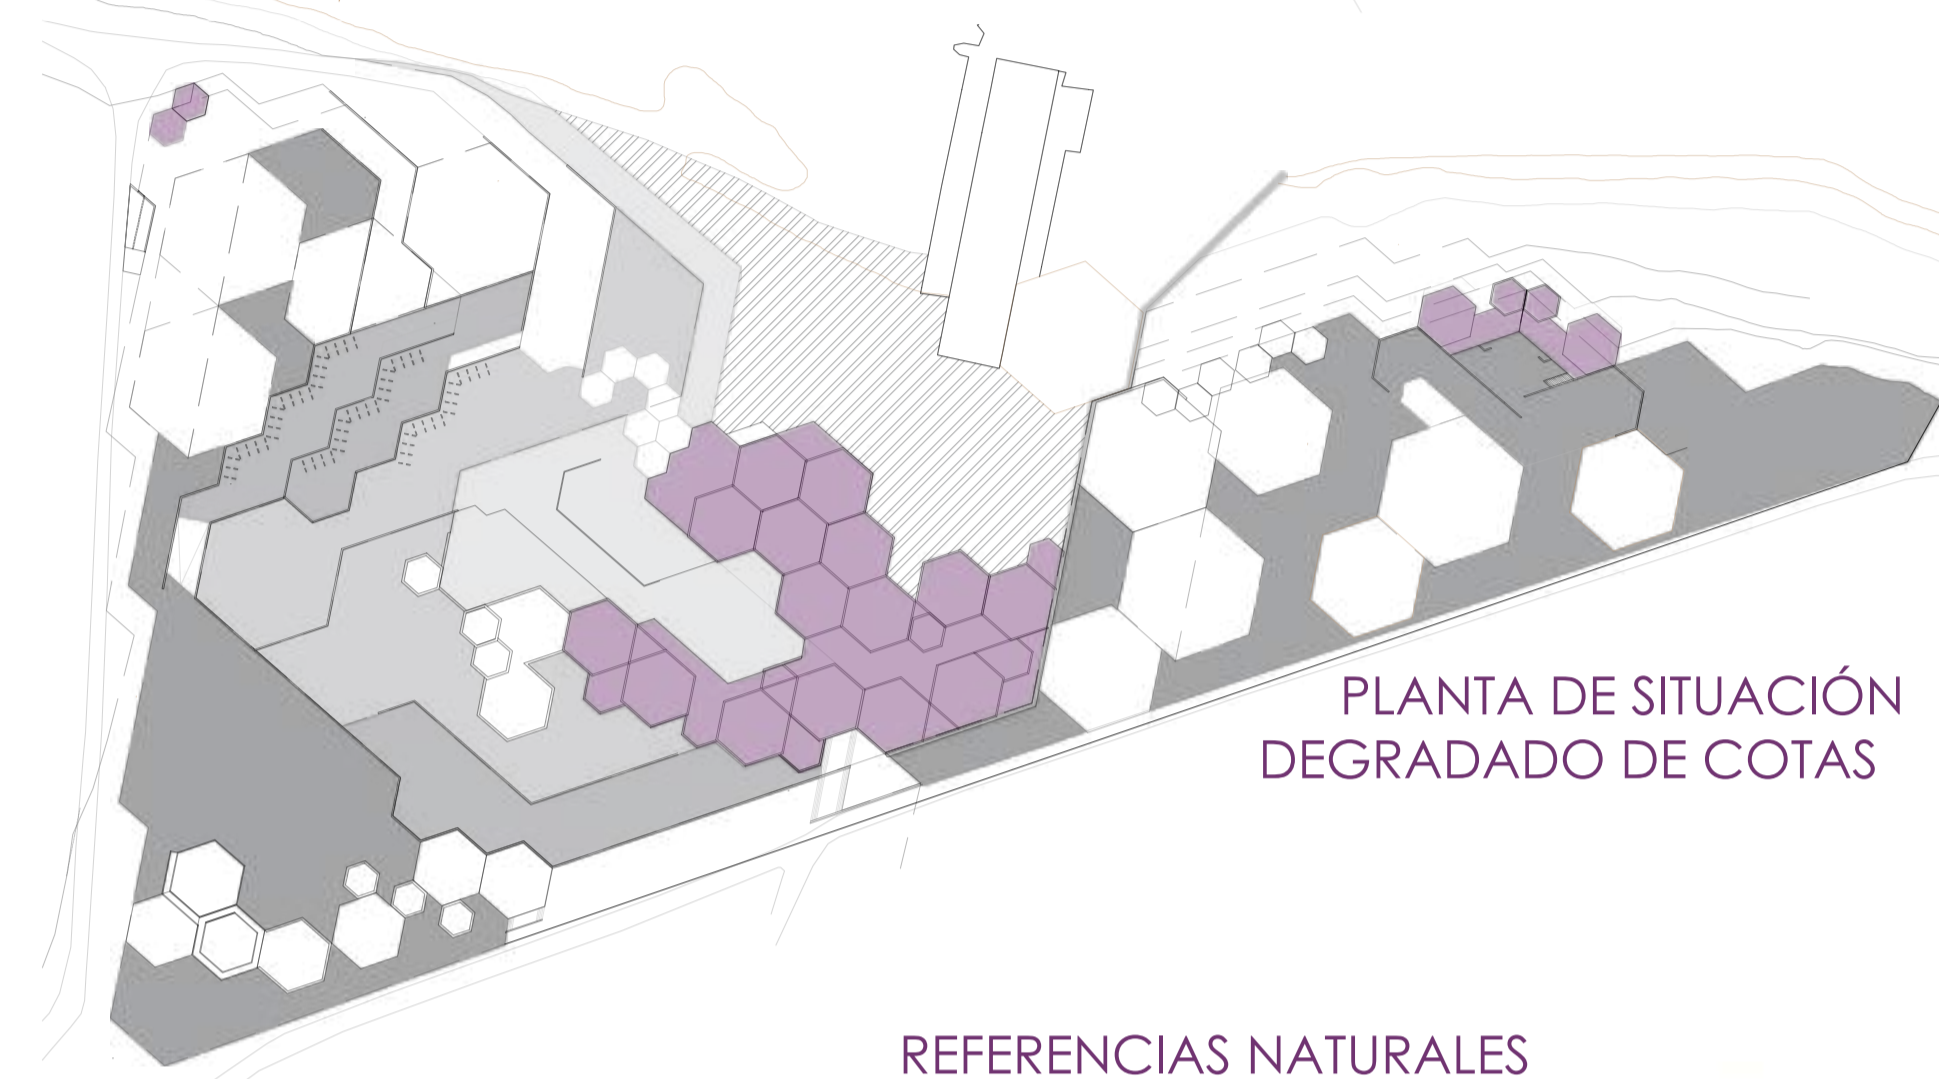 PLANTA DE SITUACIÓN
DEGRADADO DE COTAS
REFERENCIAS NATURALES